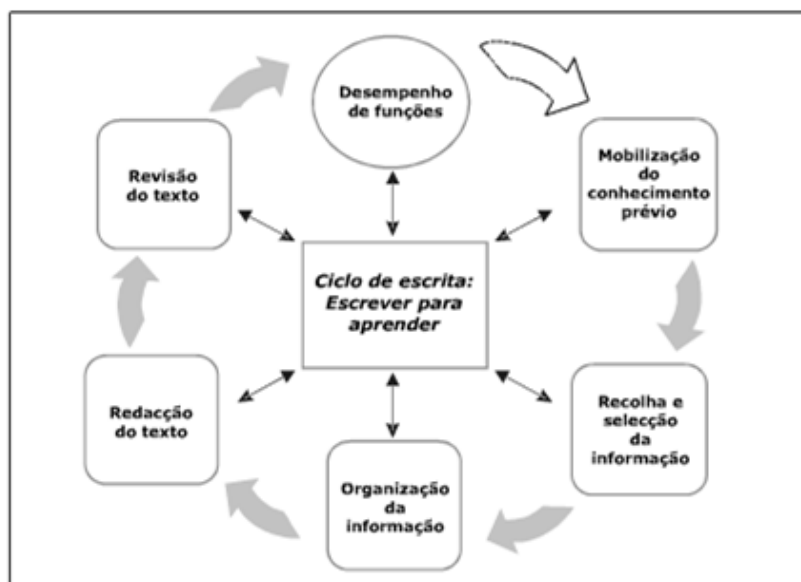 Desempenho
de funções
Mobilização
do
conhecimento
prévio
Recolha e
selecção
da
informação
Organização
da
informação
Redacção
do texto
Revisão
do texto
Ciclo de escrita:
Escrever para
aprender